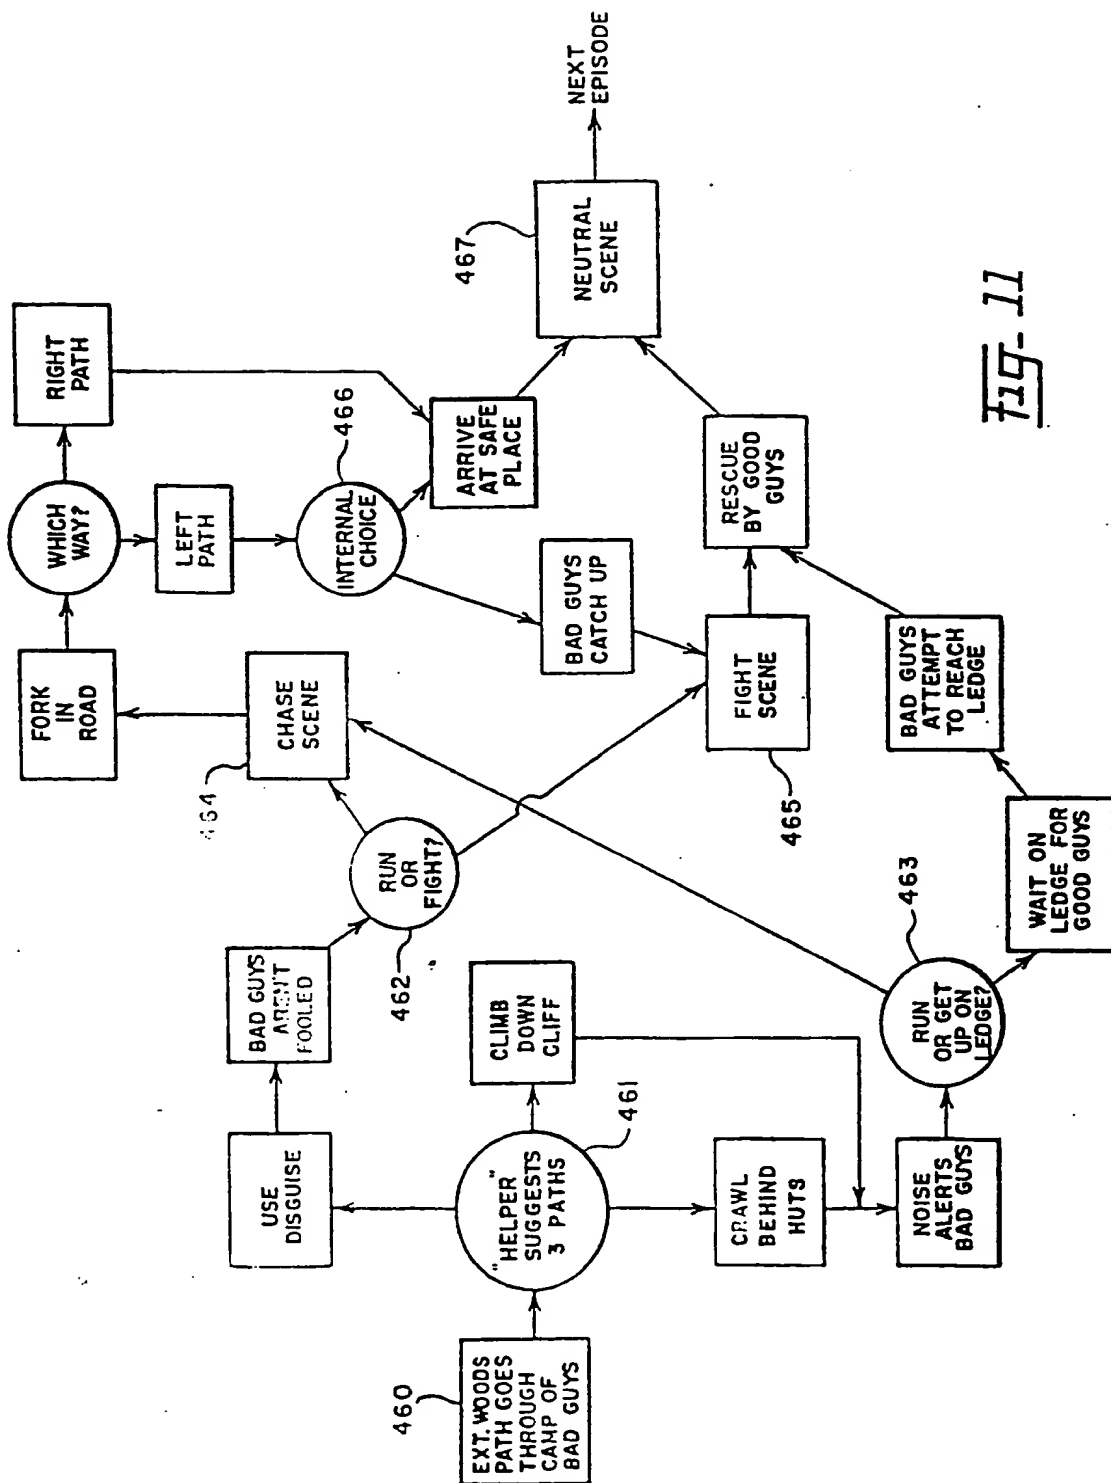 460
EXT. WOODS
PATH GOES
THROUGH
CAMP OF
BAD GUYS
"HELPER"
SUGGESTS
3 PATHS
461
USE
DISGUISE
BAD GUYS
AREN'T
FOOLED
CLIMB
DOWN
CLIFF
CRAWL
BEHIND
HUTS
NOISE
ALERTS
BAD GUYS
RUN
OR
FIGHT?
462
RUN
OR GET
UP ON
LEDGE?
463
464
CHASE
SCENE
FORK
IN
ROAD
WHICH
WAY?
RIGHT
PATH
LEFT
PATH
INTERNAL
CHOICE
466
ARRIVE
AT SAFE
PLACE
BAD GUYS
CATCH UP
FIGHT
SCENE
465
WAIT ON
LEDGE FOR
GOOD GUYS
BAD GUYS
ATTEMPT
TO REACH
LEDGE
RESCUE
BY GOOD
GUYS
467
NEUTRAL
SCENE
NEXT
EPISODE
Fig-11